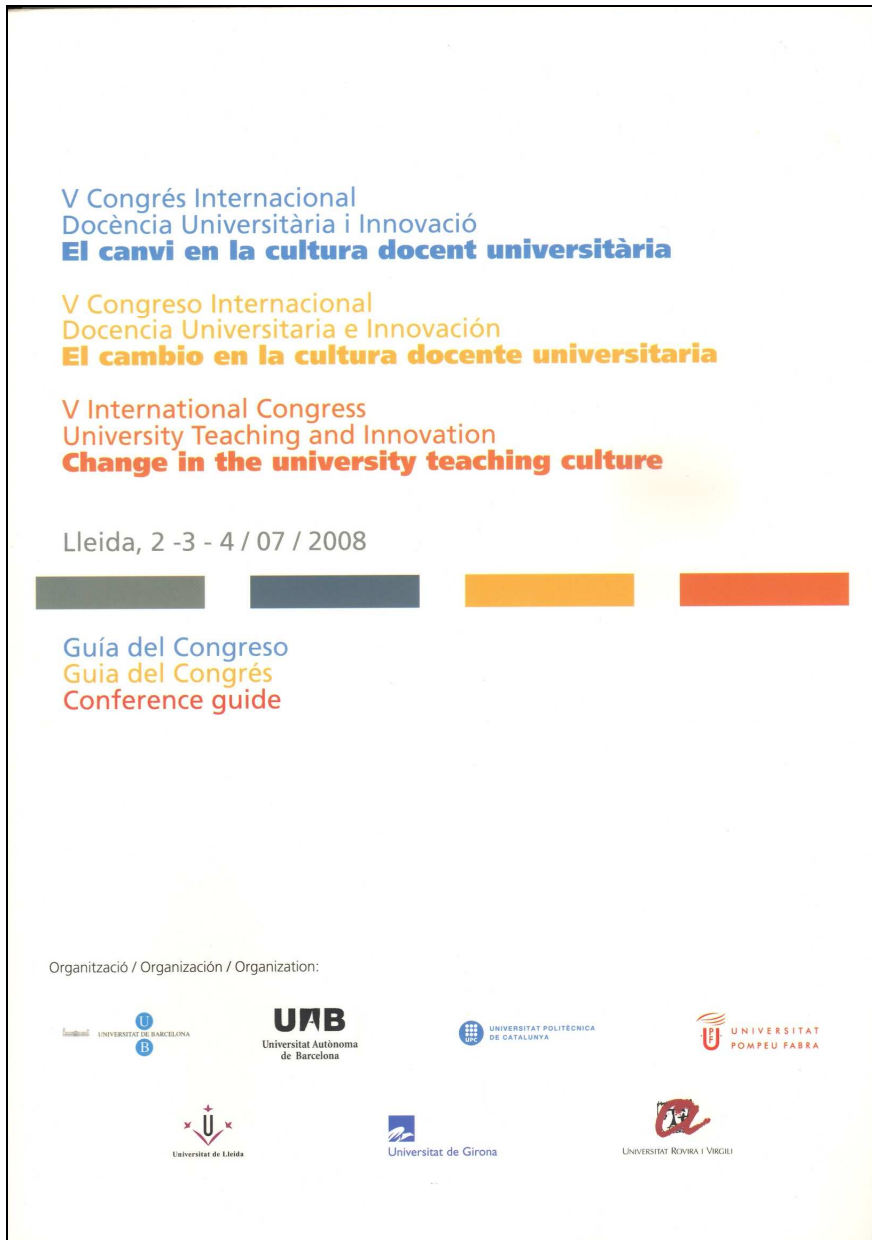 V Congrés Internacional
Docència Universitària i Innovació
El canvi en la cultura docent universitària
V Congreso Internacional
Docencia Universitaria e Innovación
El cambio en la cultura docente universitaria
V International Congress
University Teaching and Innovation
Change in the university teaching culture
Lleida, 2 -3 - 4 / 07 / 2008
Guía del Congreso
Guia del Congrés
Conference guide
Organització / Organización / Organization:
U
UNIVERSITAT DE BARCELONA
B
UAB
Universitat Autònoma
de Barcelona
UPC
UNIVERSITAT POLITÈCNICA
DE CATALUNYA
UPF
UNIVERSITAT
POMPEU FABRA
U
Universitat de Lleida
Universitat de Girona
UNIVERSITAT ROVIRA I VIRGILI